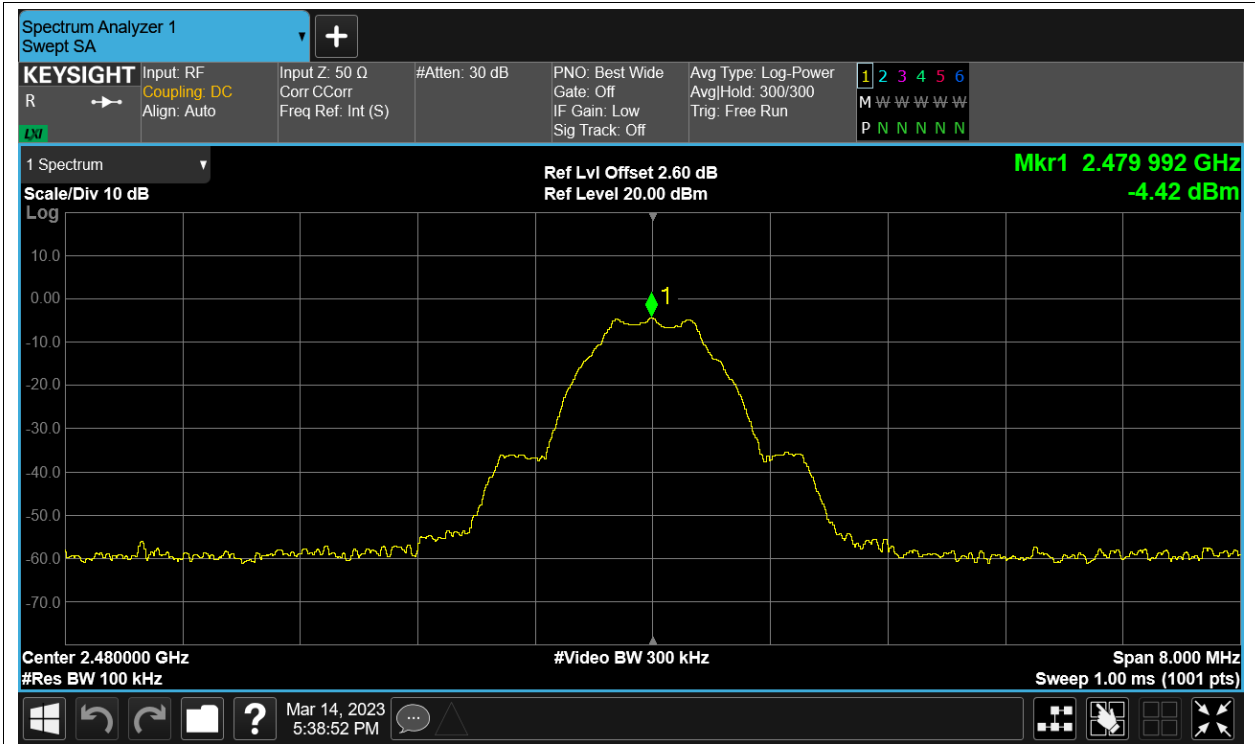 Spectrum Analyzer 1
Swept SA
KEYSIGHT
R
LXI
Input: RF
Coupling: DC
Align: Auto
Input Z: 50 Ω
Corr CCorr
Freq Ref: Int (S)
#Atten: 30 dB
PNO: Best Wide
Gate: Off
IF Gain: Low
Sig Track: Off
Avg Type: Log-Power
Avg|Hold: 300/300
Trig: Free Run
1 2 3 4 5 6
M W W W W W
P N N N N N
1 Spectrum
Scale/Div 10 dB
Log
Ref Lvl Offset 2.60 dB
Ref Level 20.00 dBm
Mkr1 2.479 992 GHz
-4.42 dBm
10.0
0.00
-10.0
-20.0
-30.0
-40.0
-50.0
-60.0
-70.0
1
Center 2.480000 GHz
#Res BW 100 kHz
#Video BW 300 kHz
Span 8.000 MHz
Sweep 1.00 ms (1001 pts)
?
Mar 14, 2023
5:38:52 PM